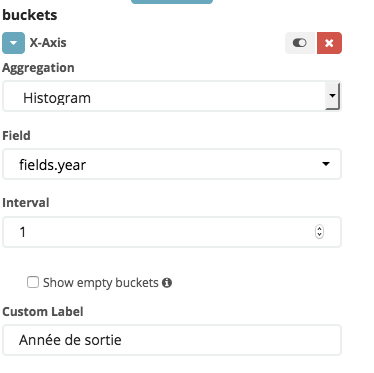 buckets
X-Axis
Aggregation
Histogram
Field
fields.year
Interval
1
Show empty buckets
Custom Label
Année de sortie